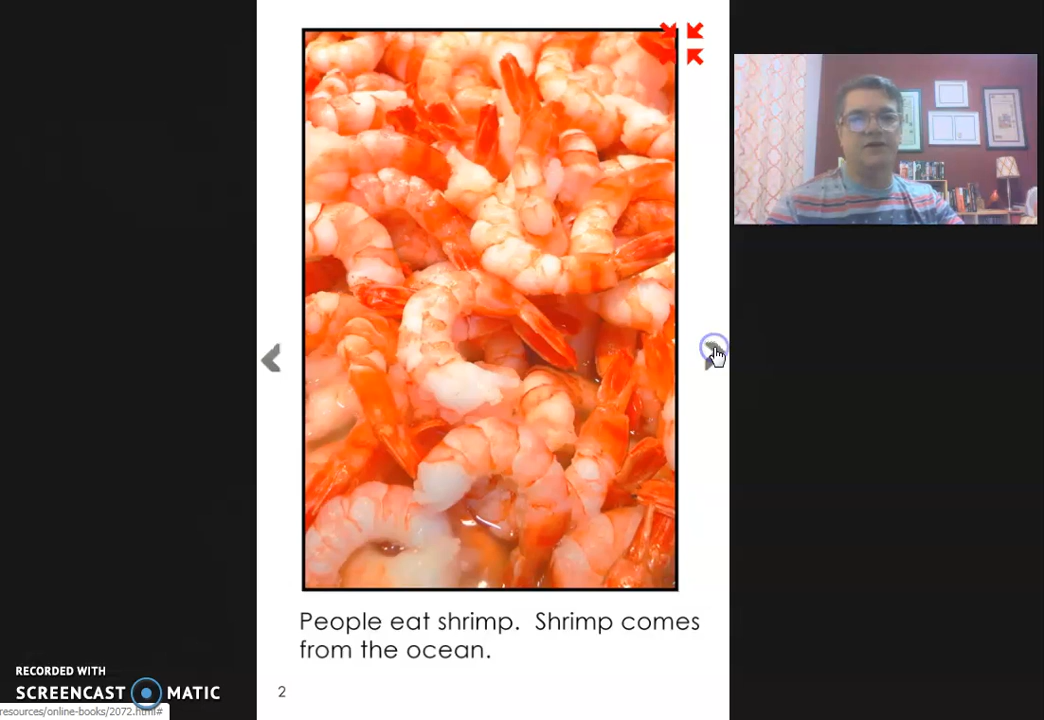 People eat shrimp.  Shrimp comes
from the ocean.
2
RECORDED WITH
SCREENCAST MATIC
resources/online-books/2072.html#